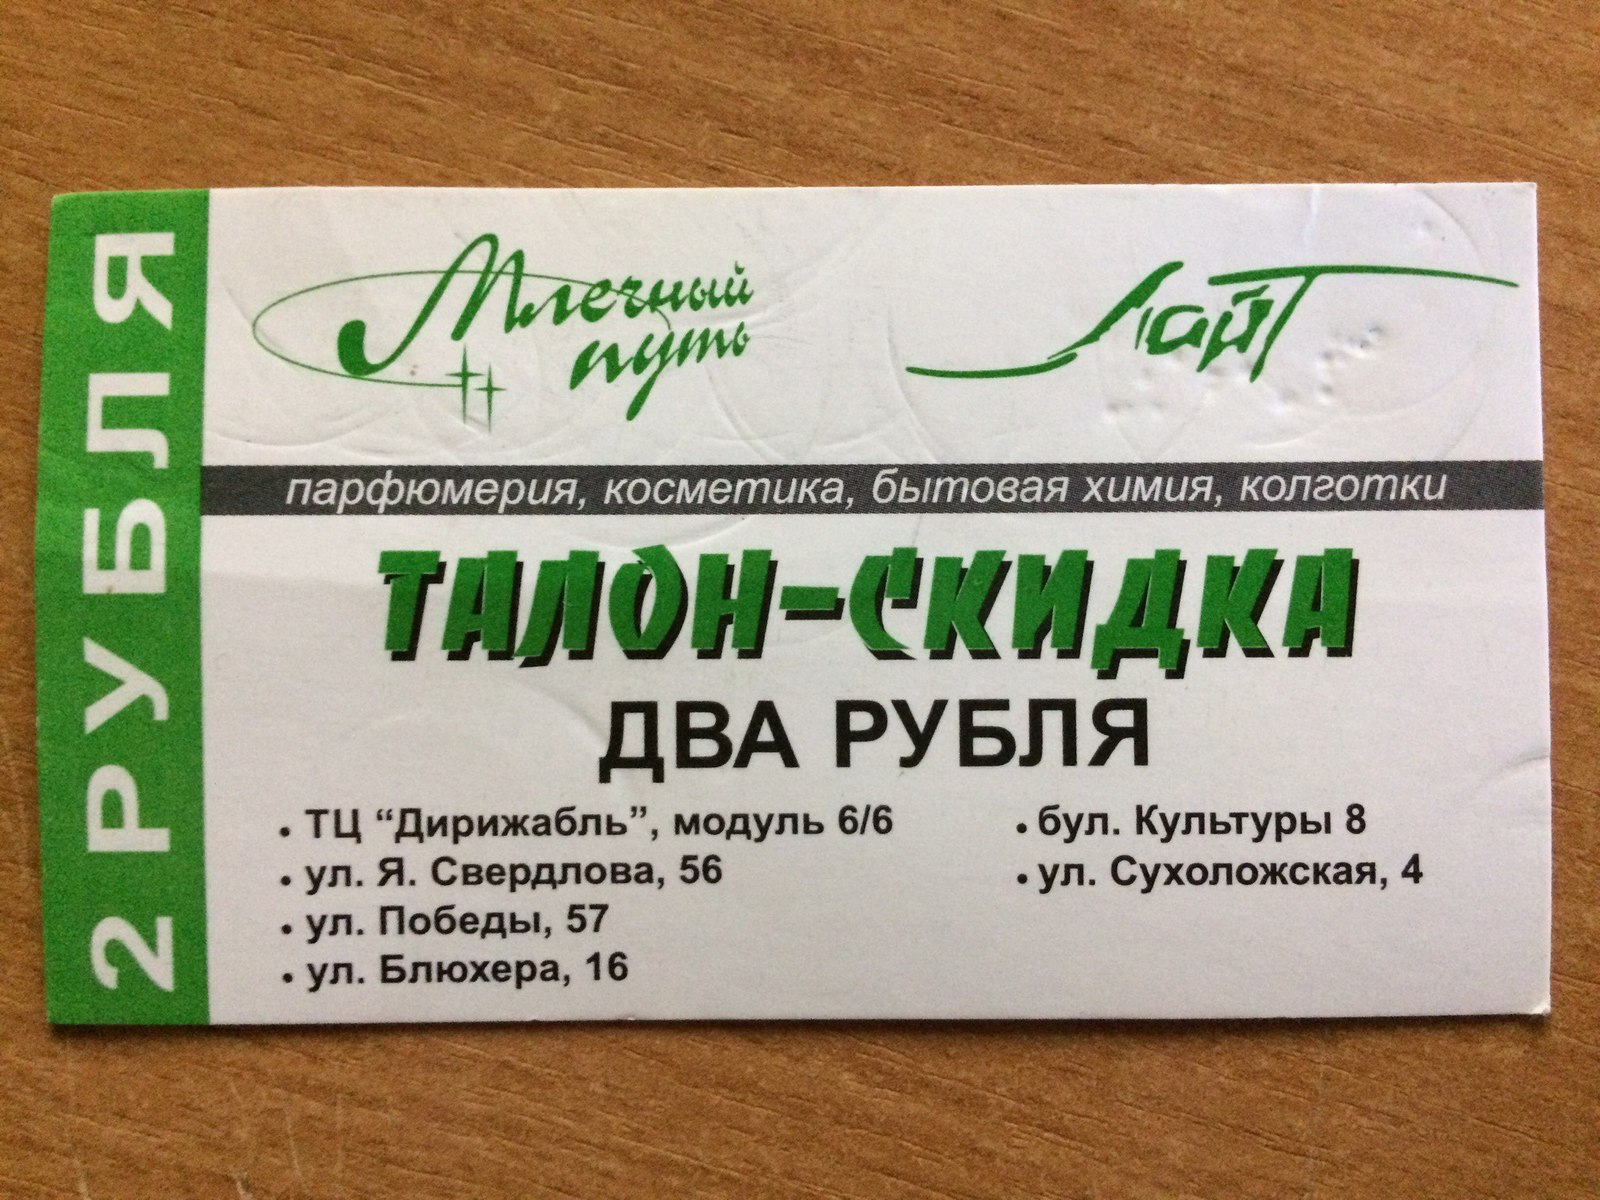 2 РУБЛЯ
Млечный
путь
Лайт
парфюмерия, косметика, бытовая химия, колготки
ТАЛОН-СКИДКА
ДВА РУБЛЯ
• ТЦ “Дирижабль”, модуль 6/6
• ул. Я. Свердлова, 56
• ул. Победы, 57
• ул. Блюхера, 16
• бул. Культуры 8
• ул. Сухоложская, 4